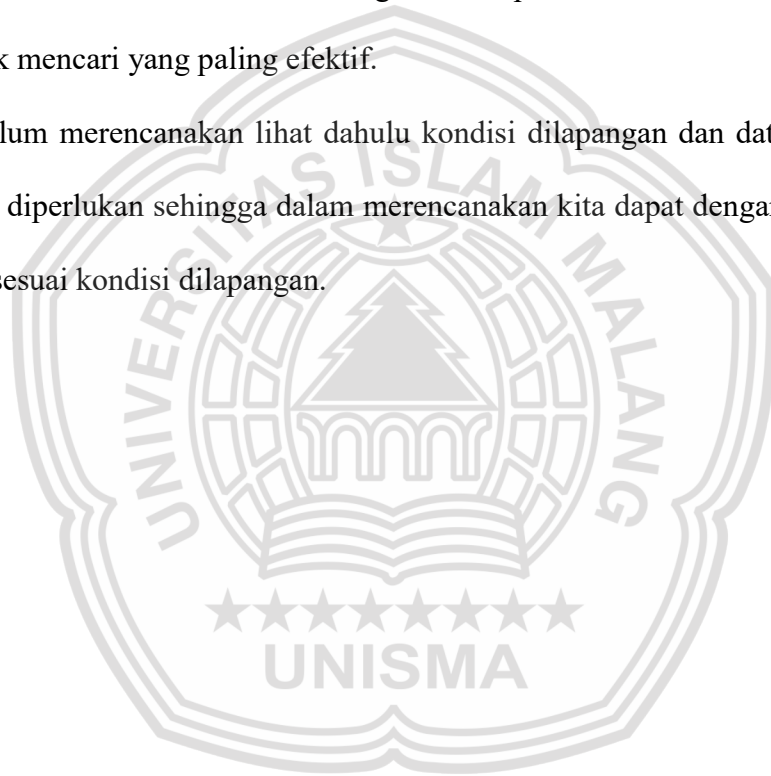 k mencari yang paling efektif.
lum merencanakan lihat dahulu kondisi dilapangan dan dat
diperlukan sehingga dalam merencanakan kita dapat dengan
sesuai kondisi dilapangan.
UNIVERSITAS ISLAM MALANG
UNISMA